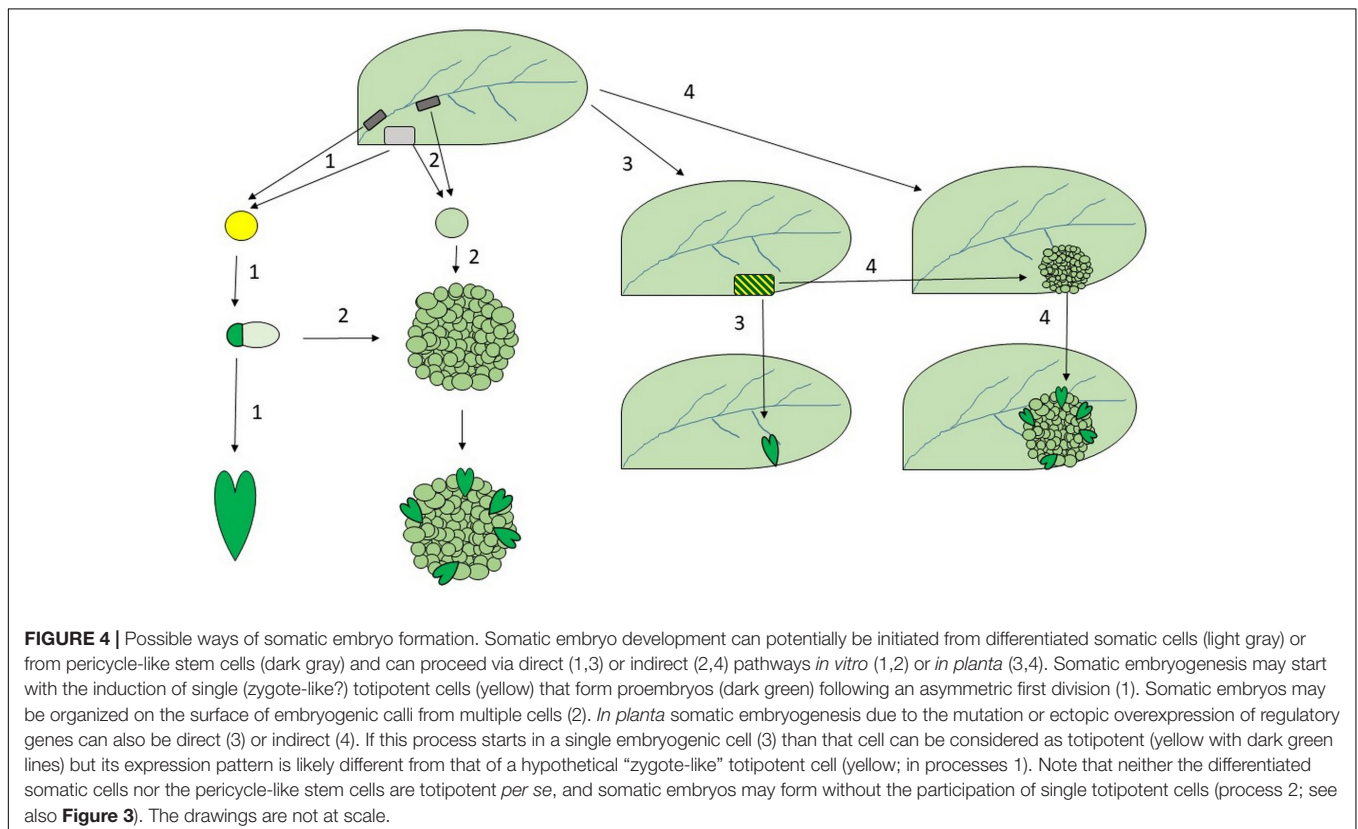 4
1
2
3
1
2
4
2
3
4
1
FIGURE 4 | Possible ways of somatic embryo formation. Somatic embryo development can potentially be initiated from differentiated somatic cells (light gray) or
from pericycle-like stem cells (dark gray) and can proceed via direct (1,3) or indirect (2,4) pathways in vitro (1,2) or in planta (3,4). Somatic embryogenesis may start
with the induction of single (zygote-like?) totipotent cells (yellow) that form proembryos (dark green) following an asymmetric first division (1). Somatic embryos may
be organized on the surface of embryogenic calli from multiple cells (2). In planta somatic embryogenesis due to the mutation or ectopic overexpression of regulatory
genes can also be direct (3) or indirect (4). If this process starts in a single embryogenic cell (3) than that cell can be considered as totipotent (yellow with dark green
lines) but its expression pattern is likely different from that of a hypothetical “zygote-like” totipotent cell (yellow; in processes 1). Note that neither the differentiated
somatic cells nor the pericycle-like stem cells are totipotent per se, and somatic embryos may form without the participation of single totipotent cells (process 2; see
also Figure 3). The drawings are not at scale.